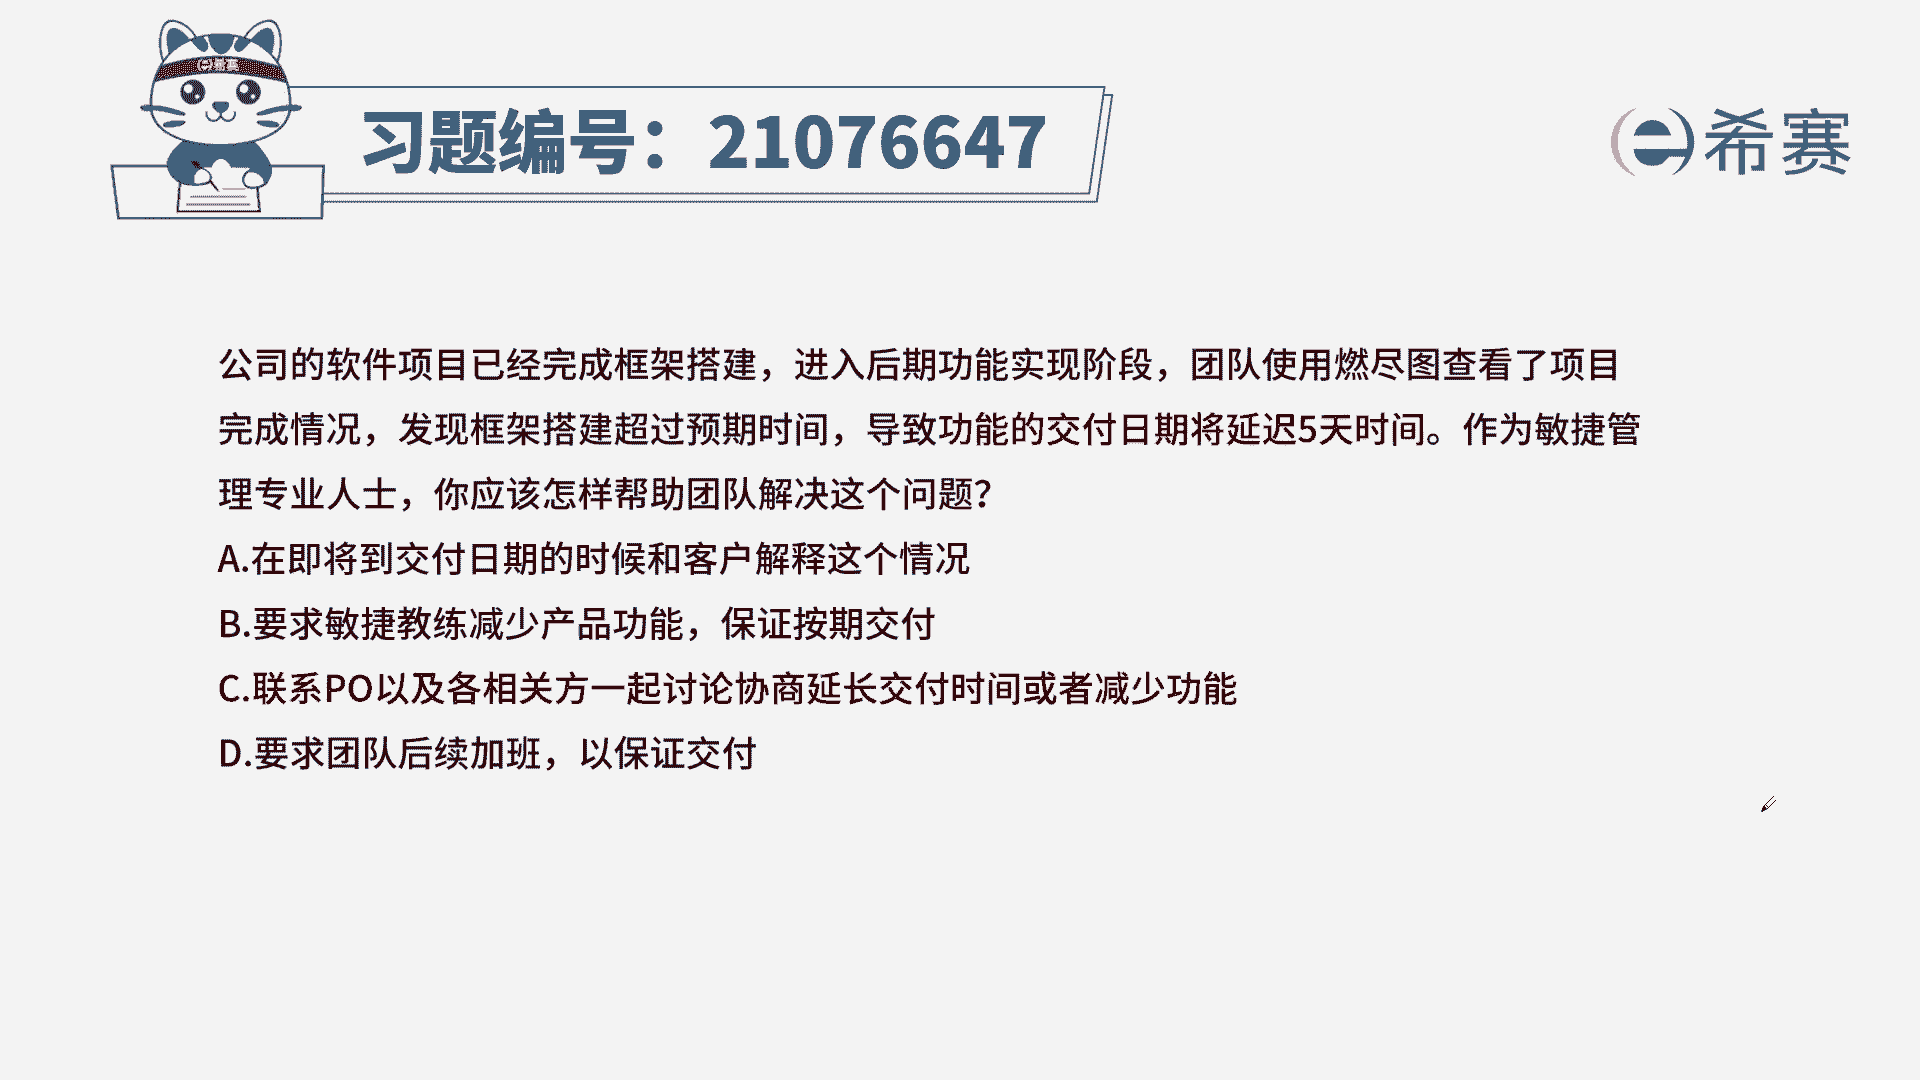 希赛
习题编号：21076647
希赛
公司的软件项目已经完成框架搭建，进入后期功能实现阶段，团队使用燃尽图查看了项目
完成情况，发现框架搭建超过预期时间，导致功能的交付日期将延迟5天时间。作为敏捷管
理专业人士，你应该怎样帮助团队解决这个问题？
A.在即将到交付日期的时候和客户解释这个情况
B.要求敏捷教练减少产品功能，保证按期交付
C.联系PO以及各相关方一起讨论协商延长交付时间或者减少功能
D.要求团队后续加班，以保证交付